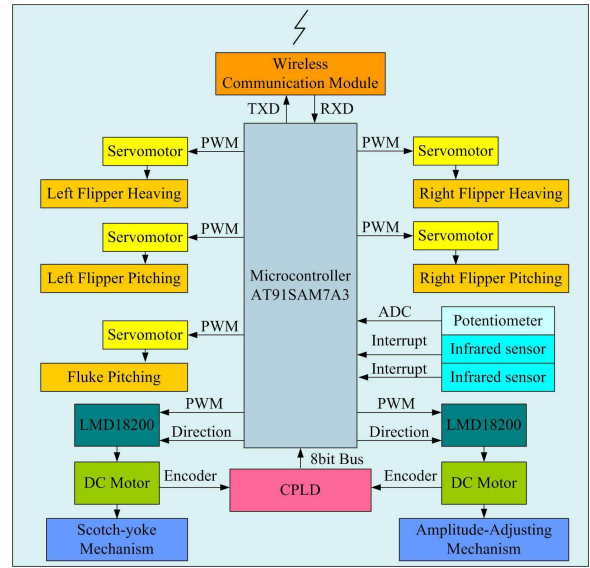 Wireless
Communication Module
TXD
RXD
PWM
PWM
Servomotor
Servomotor
Left Flipper Heaving
Right Flipper Heaving
PWM
PWM
Servomotor
Servomotor
Left Flipper Pitching
Right Flipper Pitching
Microcontroller
AT91SAM7A3
ADC
Potentiometer
PWM
Servomotor
Interrupt
Infrared sensor
Fluke Pitching
Interrupt
Infrared sensor
PWM
PWM
LMD18200
LMD18200
Direction
Direction
8bit Bus
DC Motor
Encoder
CPLD
Encoder
DC Motor
Scotch-yoke
Mechanism
Amplitude-Adjusting
Mechanism